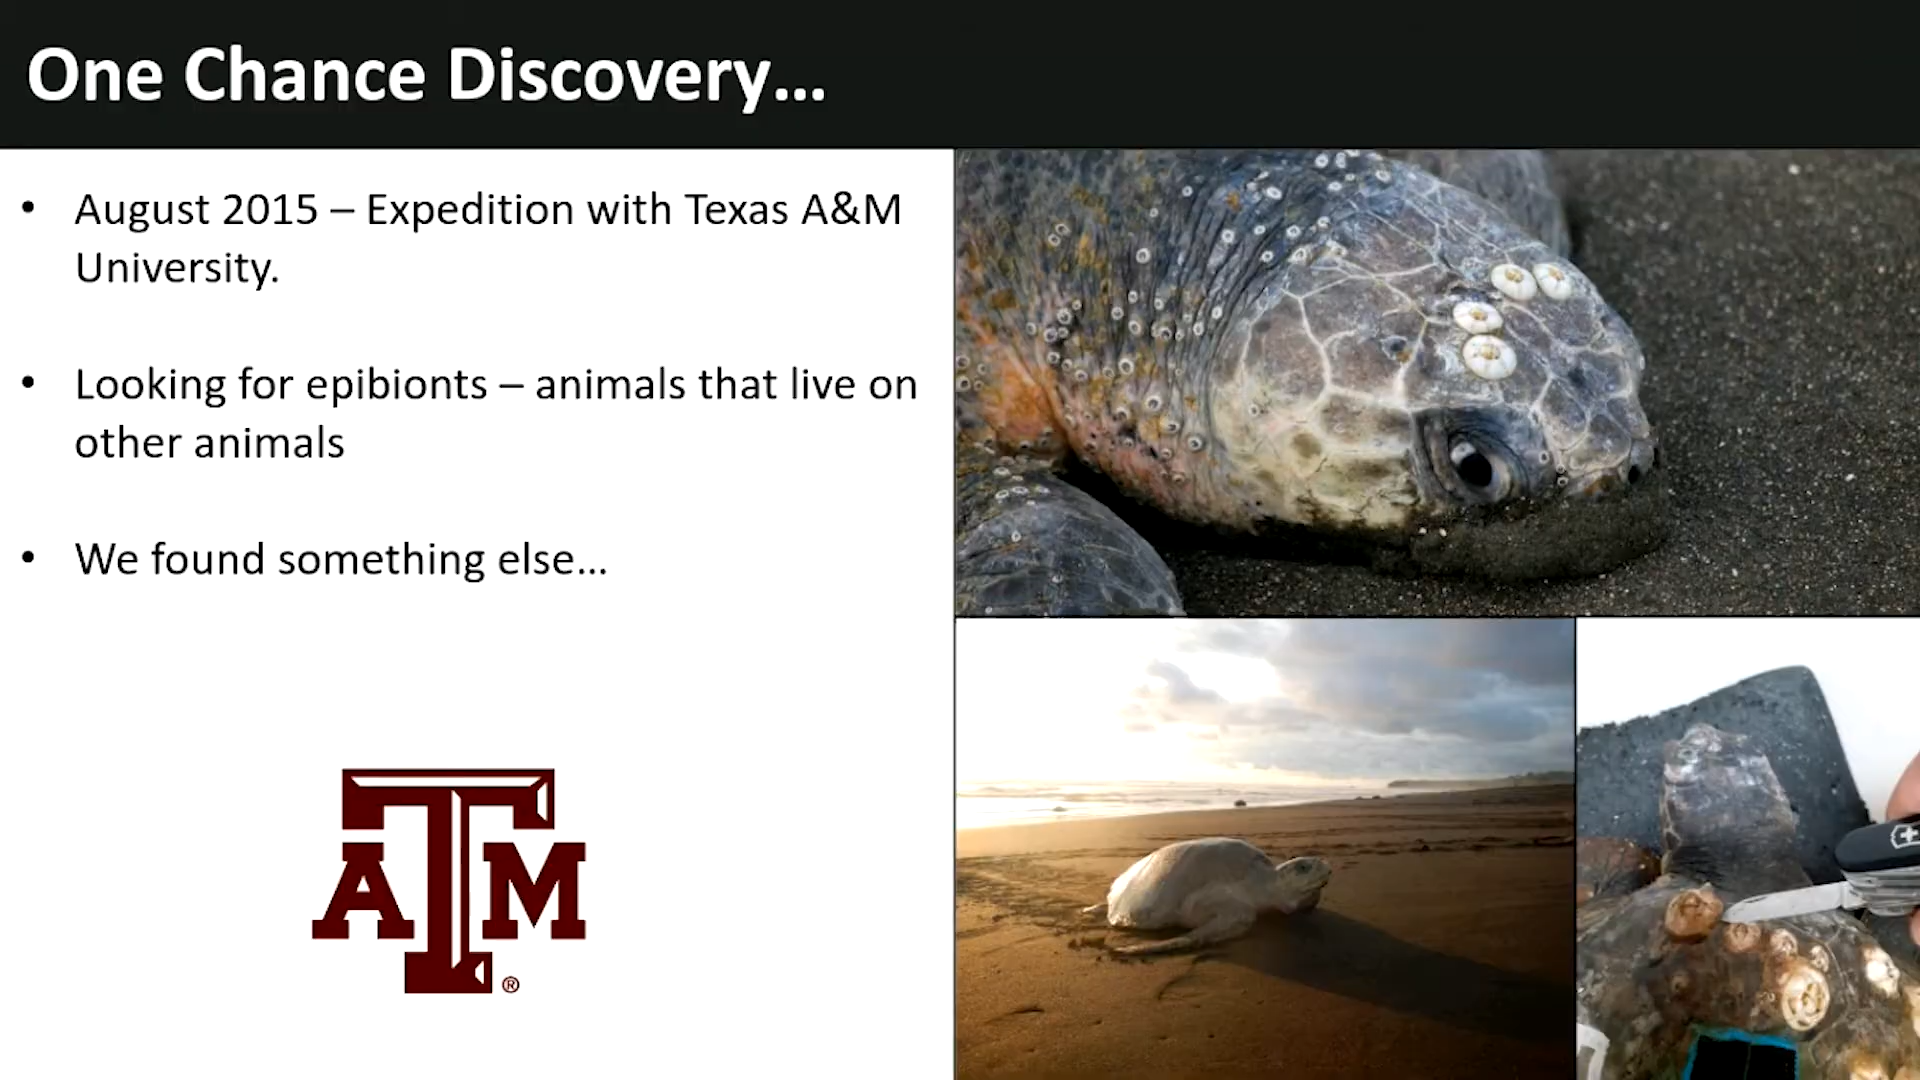 One Chance Discovery...
• August 2015 – Expedition with Texas A&M
University.
• Looking for epibionts – animals that live on
other animals
• We found something else...
ATM
®